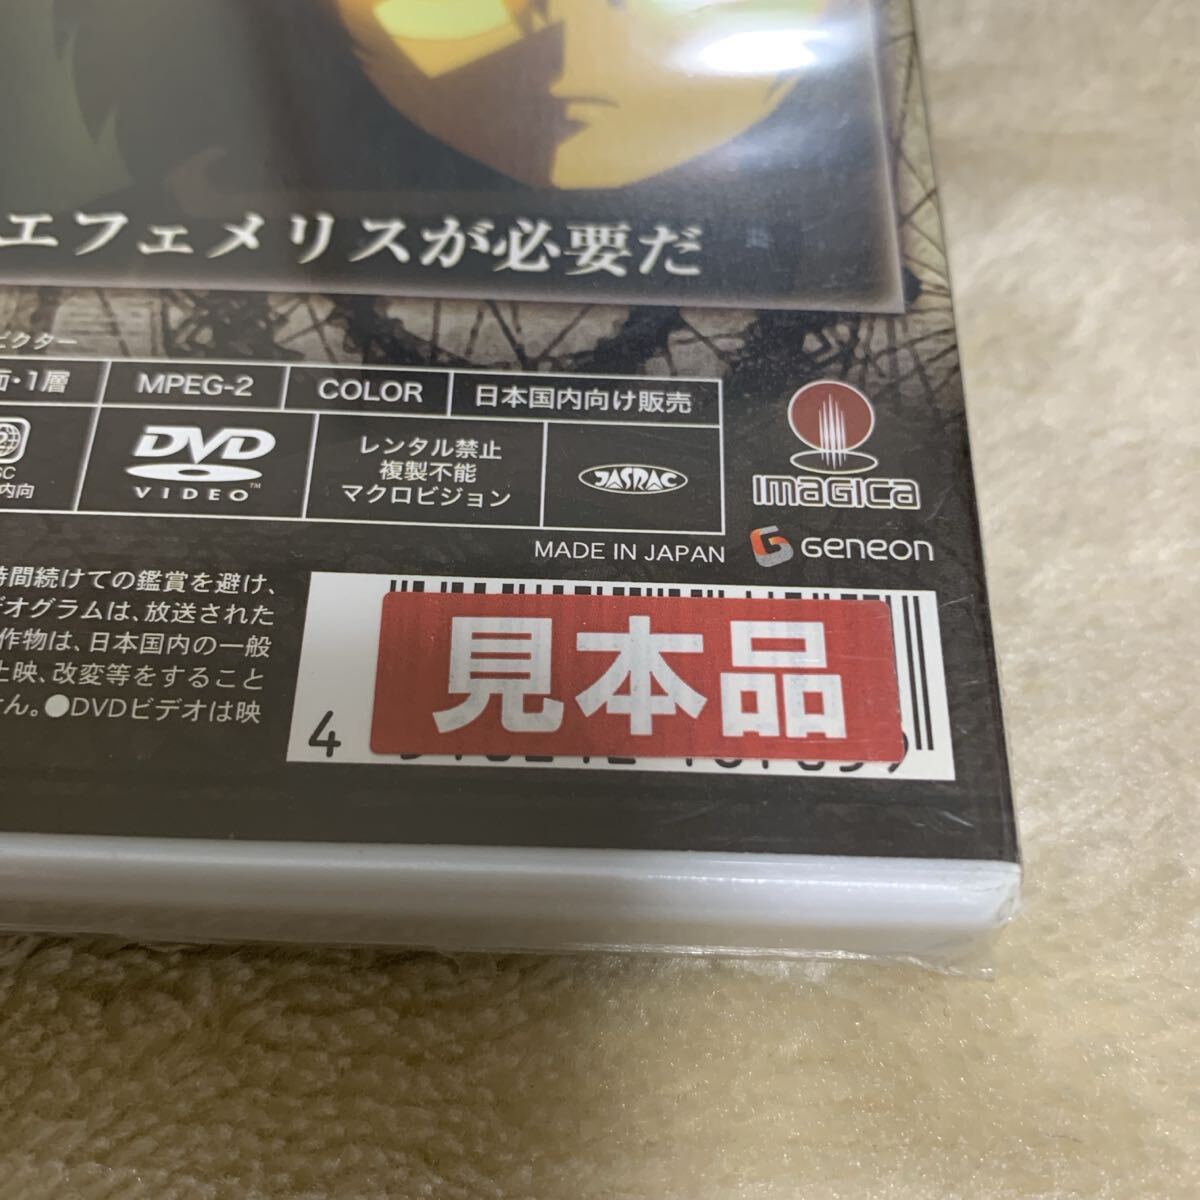 エフェメリスが必要だ
ビクター
面・1層
MPEG-2
COLOR
日本国内向け販売
DVD
VIDEO
TM
レンタル禁止
複製不能
マクロビジョン
JASRAC
IMAGICA
MADE IN JAPAN
Geneon
時間続けての鑑賞を避け、
デオグラムは、放送された
作物は、日本国内の一般
上映、改変等をすること
せん。●DVDビデオは映
見本品
4